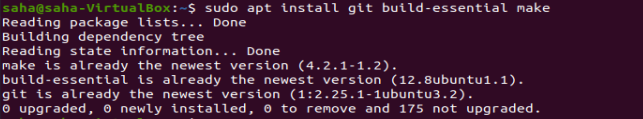 saha@saha-VirtualBox:~$ sudo apt install git build-essential make
Reading package lists... Done
Building dependency tree
Reading state information... Done
make is already the newest version (4.2.1-1.2).
build-essential is already the newest version (12.8ubuntu1.1).
git is already the newest version (1:2.25.1-1ubuntu3.2).
0 upgraded, 0 newly installed, 0 to remove and 175 not upgraded.